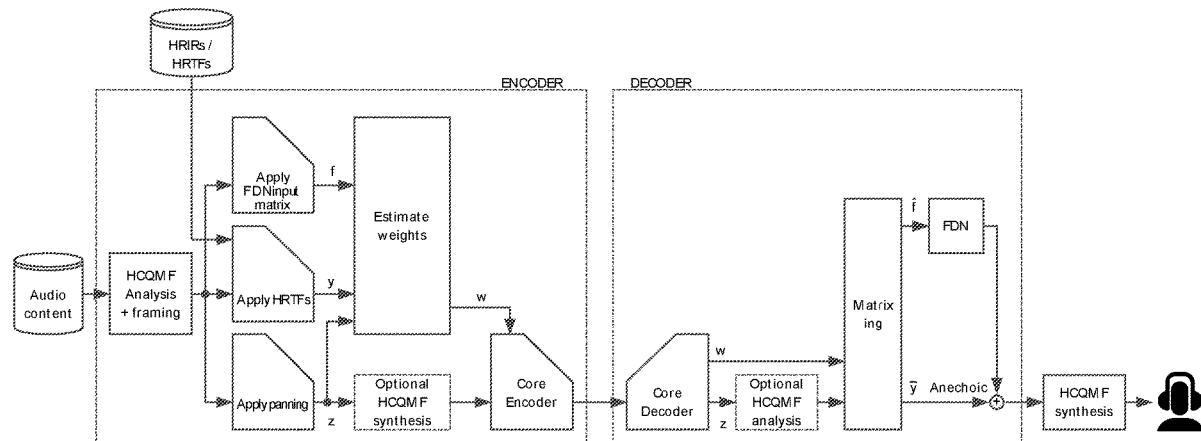 HRIRs /
HRTFs
ENCODER
DECODER
Apply
FDNinput
matrix
f
Estimate
weights
f̂
FDN
Audio
content
HCQMF
Analysis
+ framing
Apply HRTFs
y
w
Matrix
ing
Apply panning
z
Optional
HCQMF
synthesis
Core
Encoder
Core
Decoder
w
z
Optional
HCQMF
analysis
ȳ
Anechoic
+
HCQMF
synthesis